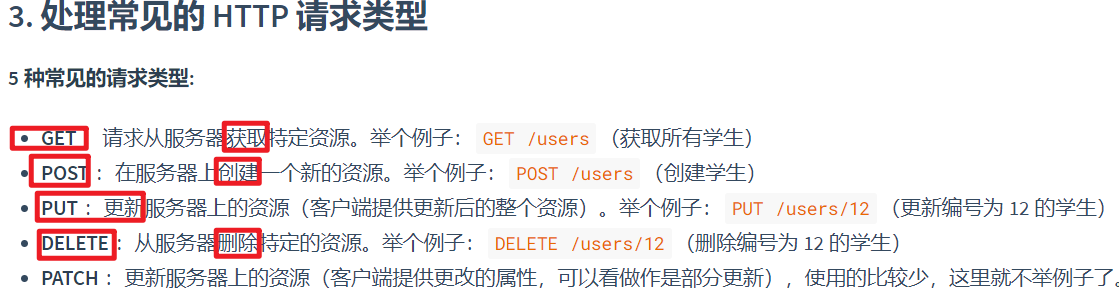 3. 处理常见的 HTTP 请求类型
5 种常见的请求类型:
• GET 请求从服务器获取特定资源。举个例子： GET /users （获取所有学生）
• POST ：在服务器上创建一个新的资源。举个例子： POST /users （创建学生）
• PUT ：更新服务器上的资源（客户端提供更新后的整个资源）。举个例子： PUT /users/12 （更新编号为 12 的学生）
• DELETE ：从服务器删除特定的资源。举个例子： DELETE /users/12 （删除编号为 12 的学生）
• PATCH ：更新服务器上的资源（客户端提供更改的属性，可以看做作是部分更新），使用的比较少，这里就不举例子了。